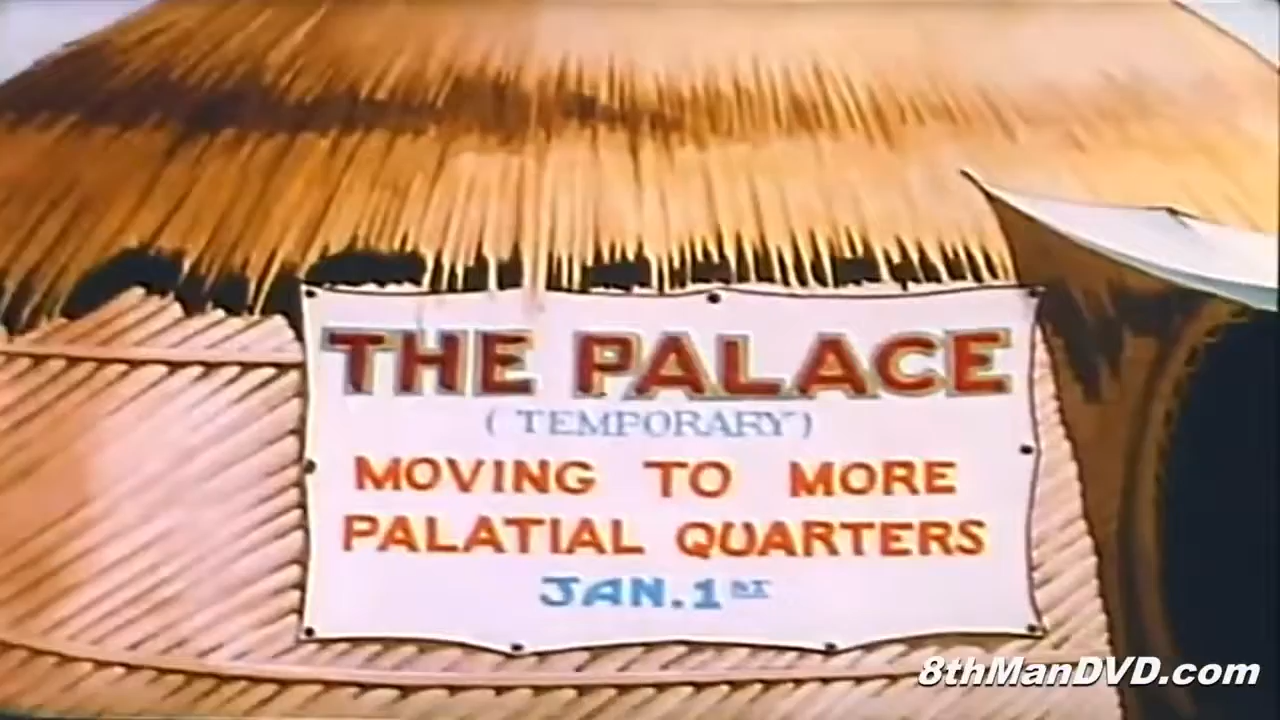 THE PALACE
(TEMPORARY)
MOVING TO MORE
PALATIAL QUARTERS
JAN. 1ST
8thManDVD.com